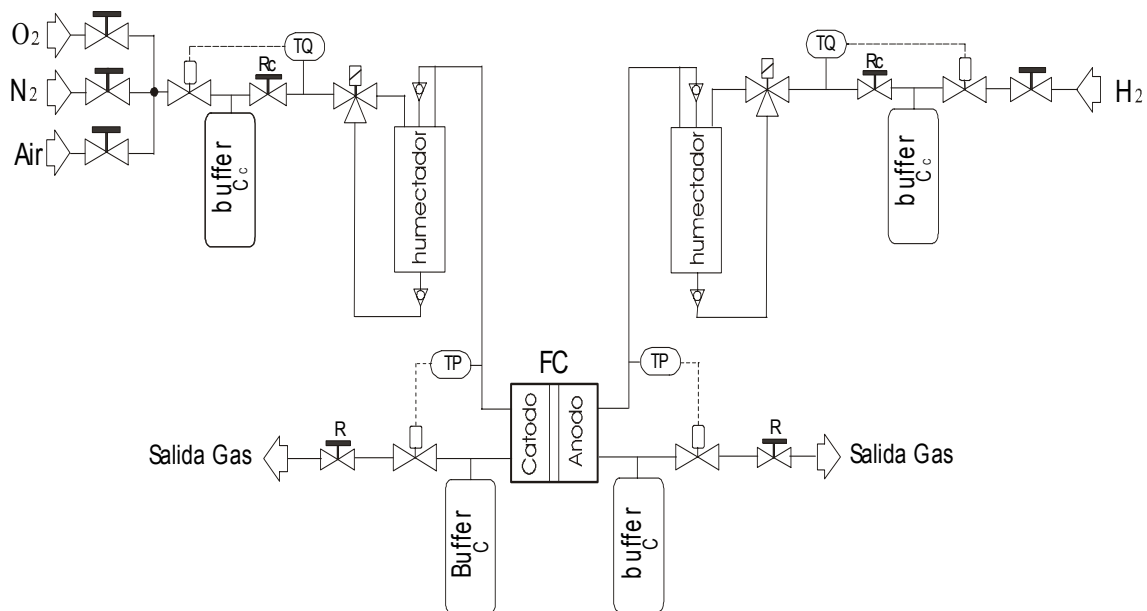 O2
N2
Air
TQ
Rc
buffer
Cc
humectador
TQ
Rc
H2
buffer
Cc
humectador
TP
FC
TP
Catodo
Anodo
R
Salida Gas
R
Salida Gas
Buffer
C
buffer
C